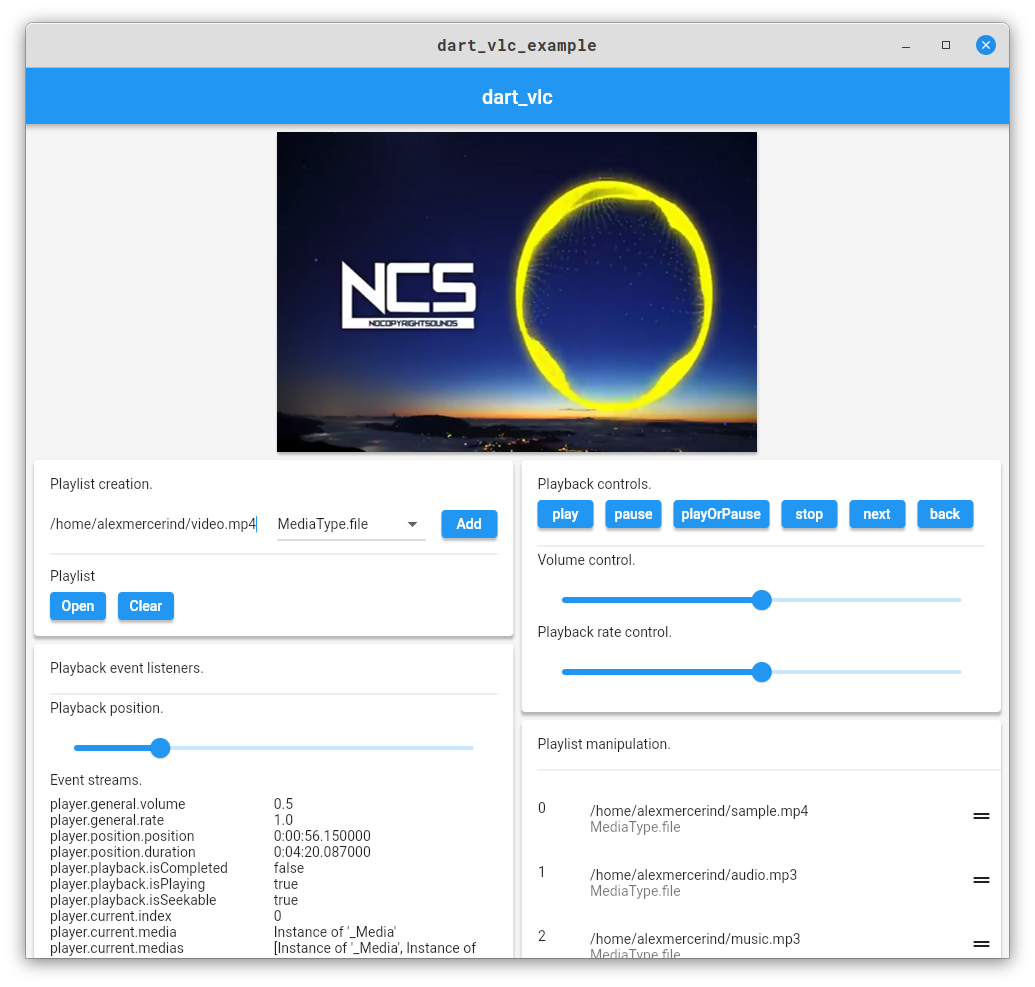 dart_vlc_example
dart_vlc
NCS
NOCOPYRIGHTSOUNDS
Playlist creation.
/home/alexmercerind/video.mp4 MediaType.file Add
Playlist
Open Clear
Playback event listeners.
Playback position.
Event streams.
player.general.volume 0.5
player.general.rate 1.0
player.position.position 0:00:56.150000
player.position.duration 0:04:20.087000
player.playback.isCompleted false
player.playback.isPlaying true
player.playback.isSeekable true
player.current.index 0
player.current.media Instance of '_Media'
player.current.medias [Instance of '_Media', Instance of
Playback controls.
play pause playOrPause stop next back
Volume control.
Playback rate control.
Playlist manipulation.
0 /home/alexmercerind/sample.mp4
MediaType.file
1 /home/alexmercerind/audio.mp3
MediaType.file
2 /home/alexmercerind/music.mp3
MediaType.file